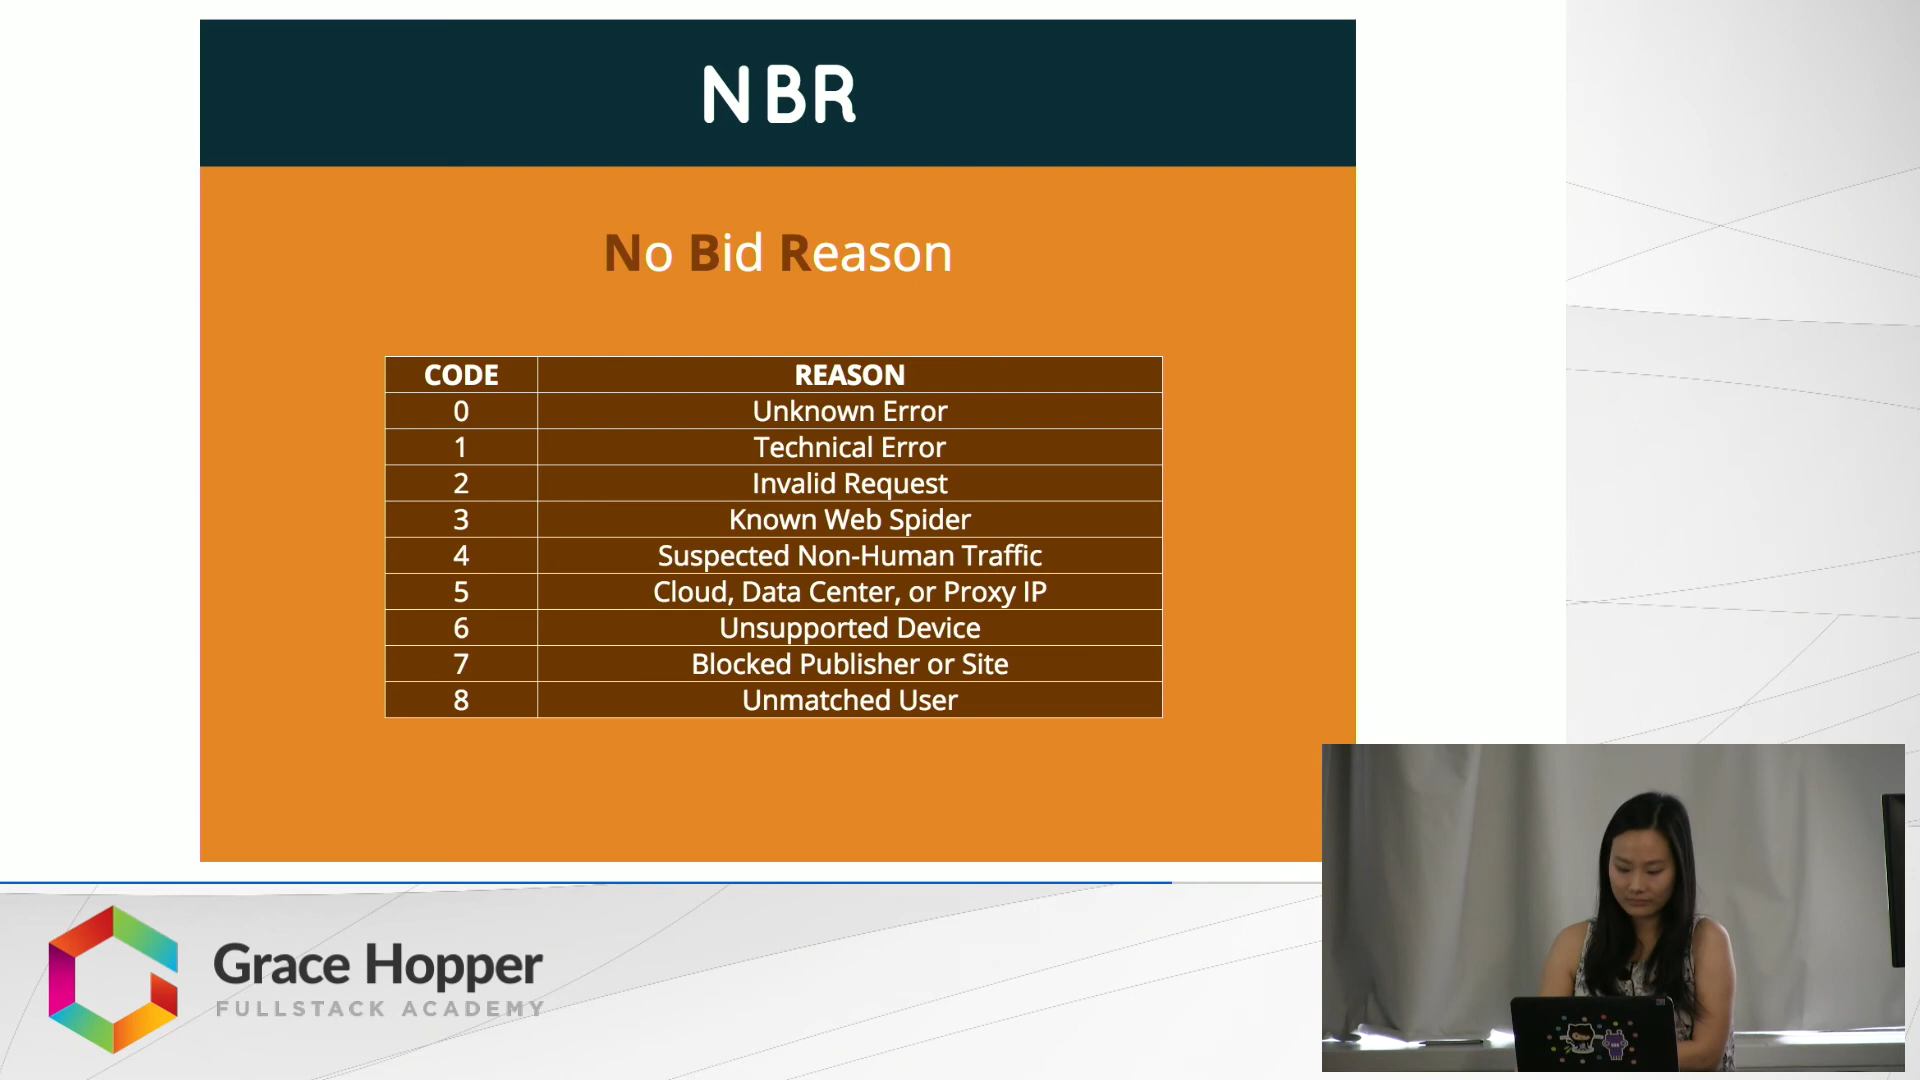 NBR
No Bid Reason
CODE REASON
0 Unknown Error
1 Technical Error
2 Invalid Request
3 Known Web Spider
4 Suspected Non-Human Traffic
5 Cloud, Data Center, or Proxy IP
6 Unsupported Device
7 Blocked Publisher or Site
8 Unmatched User
Grace Hopper
FULLSTACK ACADEMY